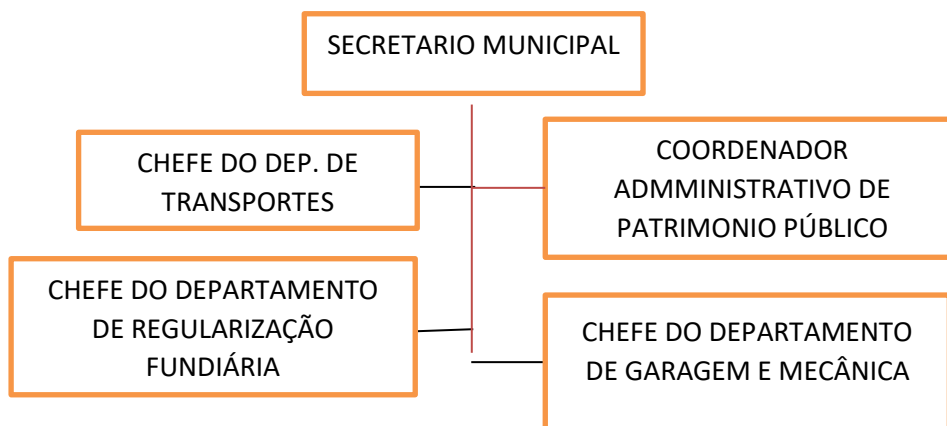 SECRETARIO MUNICIPAL
CHEFE DO DEP. DE
TRANSPORTES
COORDENADOR
ADMMINISTRATIVO DE
PATRIMONIO PÚBLICO
CHEFE DO DEPARTAMENTO
DE REGULARIZAÇÃO
FUNDIÁRIA
CHEFE DO DEPARTAMENTO
DE GARAGEM E MECÂNICA